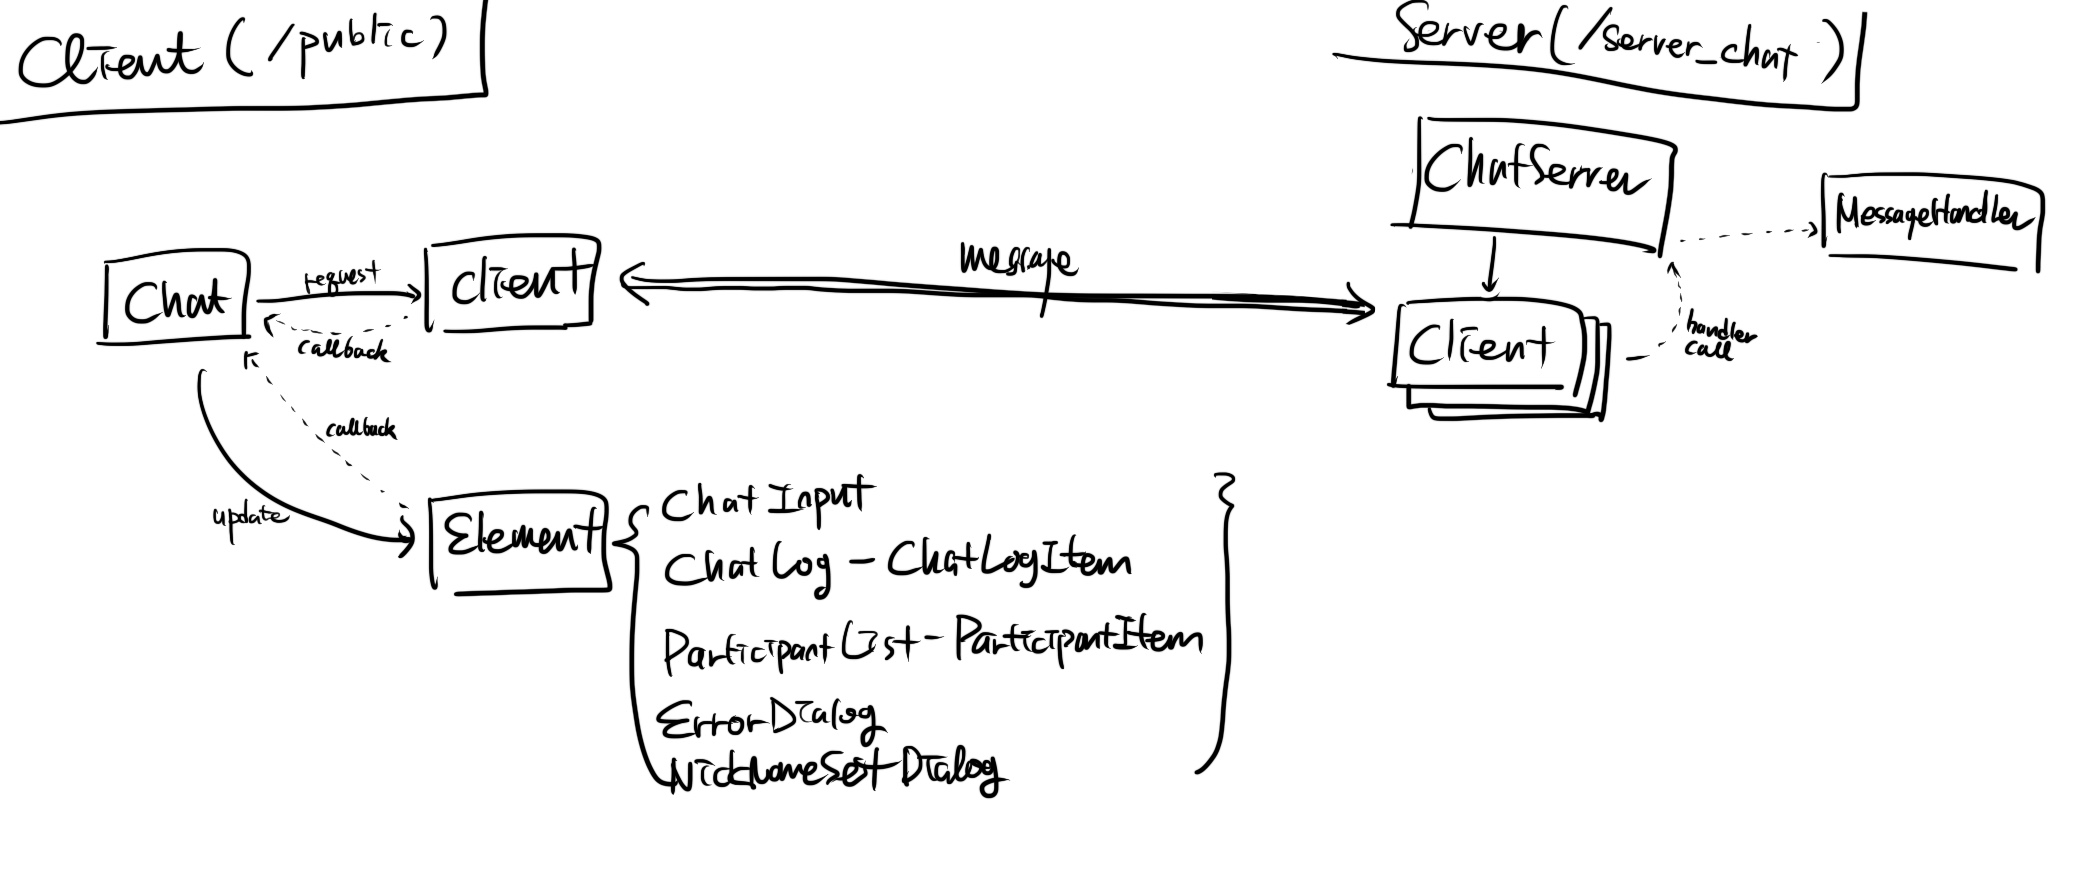 Client (/public)
Server(/server_chat)
ChatServer
MessageHandler
Chat
request
client
message
callback
Client
handler
call
callback
update
Element
ChatInput
ChatLog - ChatLogItem
ParticipantList - ParticipantItem
ErrorDialog
NicknameSetDialog